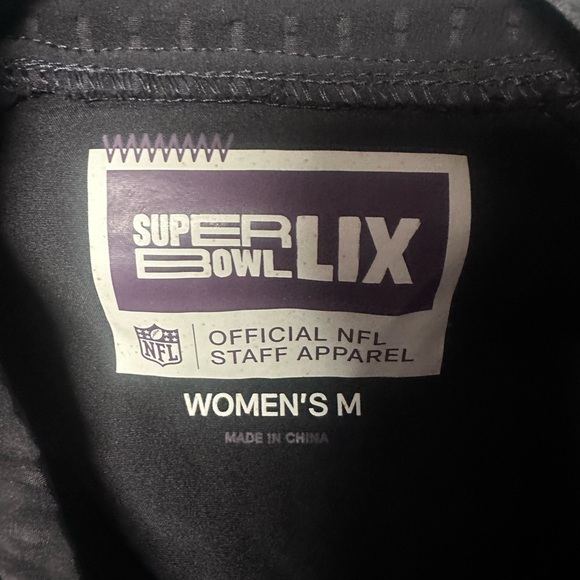 SUPER
BOWL LIX
NFL
OFFICIAL NFL
STAFF APPAREL
WOMEN'S M
MADE IN CHINA